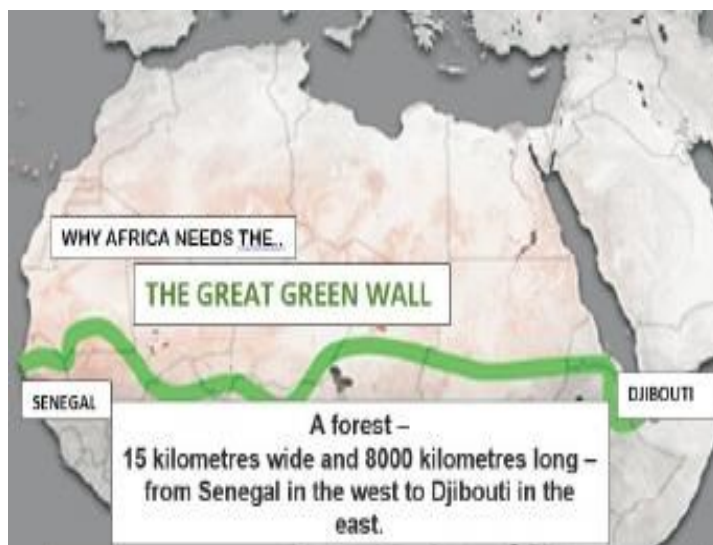 WHY AFRICA NEEDS THE..
THE GREAT GREEN WALL
SENEGAL
DJIBOUTI
A forest –
15 kilometres wide and 8000 kilometres long –
from Senegal in the west to Djibouti in the
east.